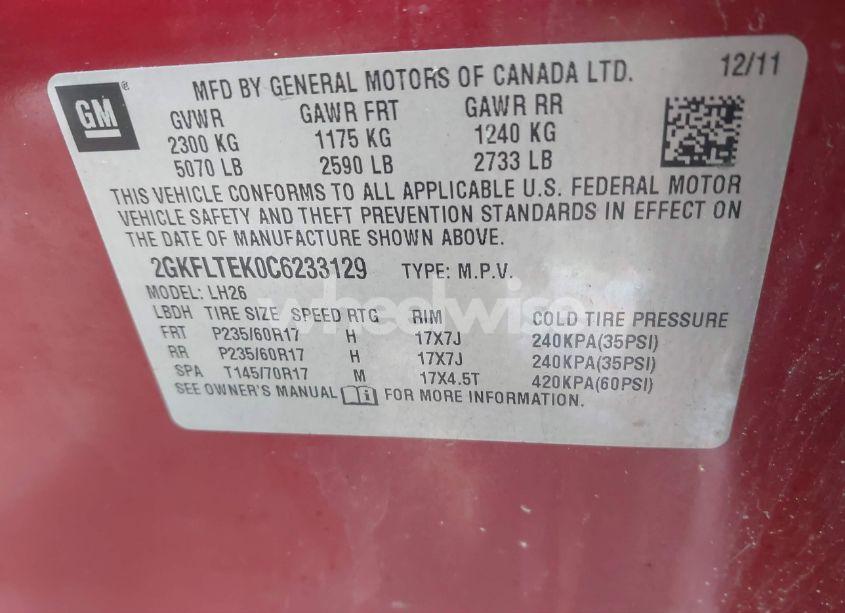 GM®
MFD BY GENERAL MOTORS OF CANADA LTD. 12/11
GVWR GAWR FRT GAWR RR
2300 KG 1175 KG 1240 KG
5070 LB 2590 LB 2733 LB
THIS VEHICLE CONFORMS TO ALL APPLICABLE U.S. FEDERAL MOTOR
VEHICLE SAFETY AND THEFT PREVENTION STANDARDS IN EFFECT ON
THE DATE OF MANUFACTURE SHOWN ABOVE.
2GKFLTEK0C6233129 TYPE: M.P.V.
MODEL: LH26
wheelwise
LBDH TIRE SIZE SPEED RTG RIM COLD TIRE PRESSURE
FRT P235/60R17 H 17X7J 240KPA(35PSI)
RR P235/60R17 H 17X7J 240KPA(35PSI)
SPA T145/70R17 M 17X4.5T 420KPA(60PSI)
SEE OWNER'S MANUAL FOR MORE INFORMATION.